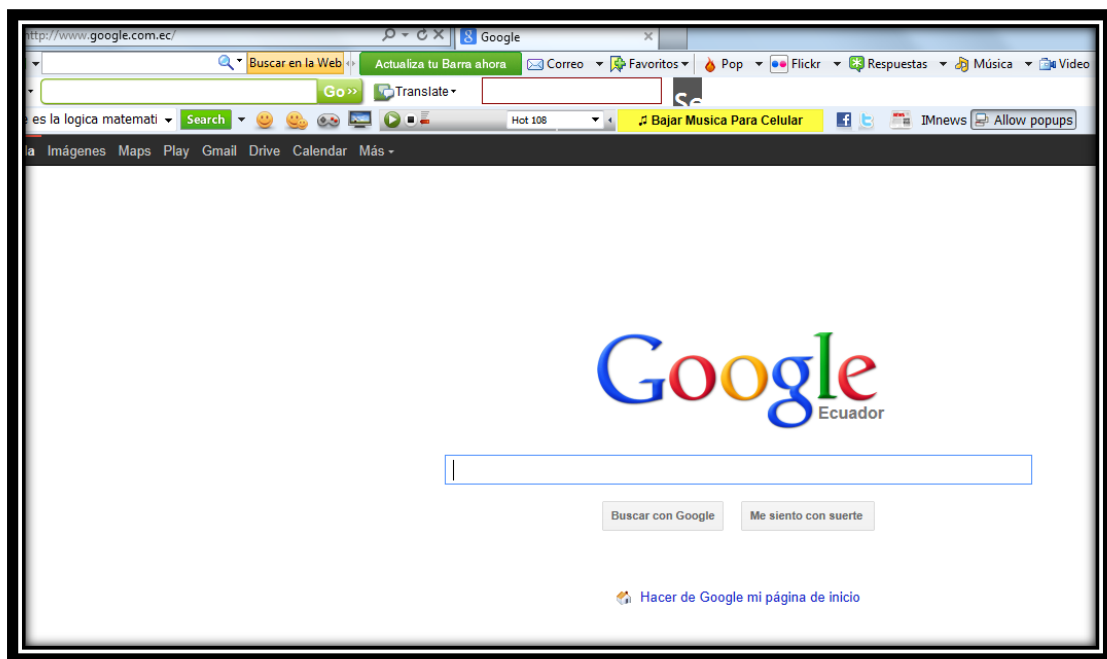 http://www.google.com.ec/ Google
Buscar en la Web Actualiza tu Barra ahora Correo Favoritos Pop Flickr Respuestas Música Video
Go Translate
es la logica matemati Search Hot 108 Bajar Musica Para Celular IMnews Allow popups
Imágenes Maps Play Gmail Drive Calendar Más
Google
Ecuador
Buscar con Google Me siento con suerte
Hacer de Google mi página de inicio